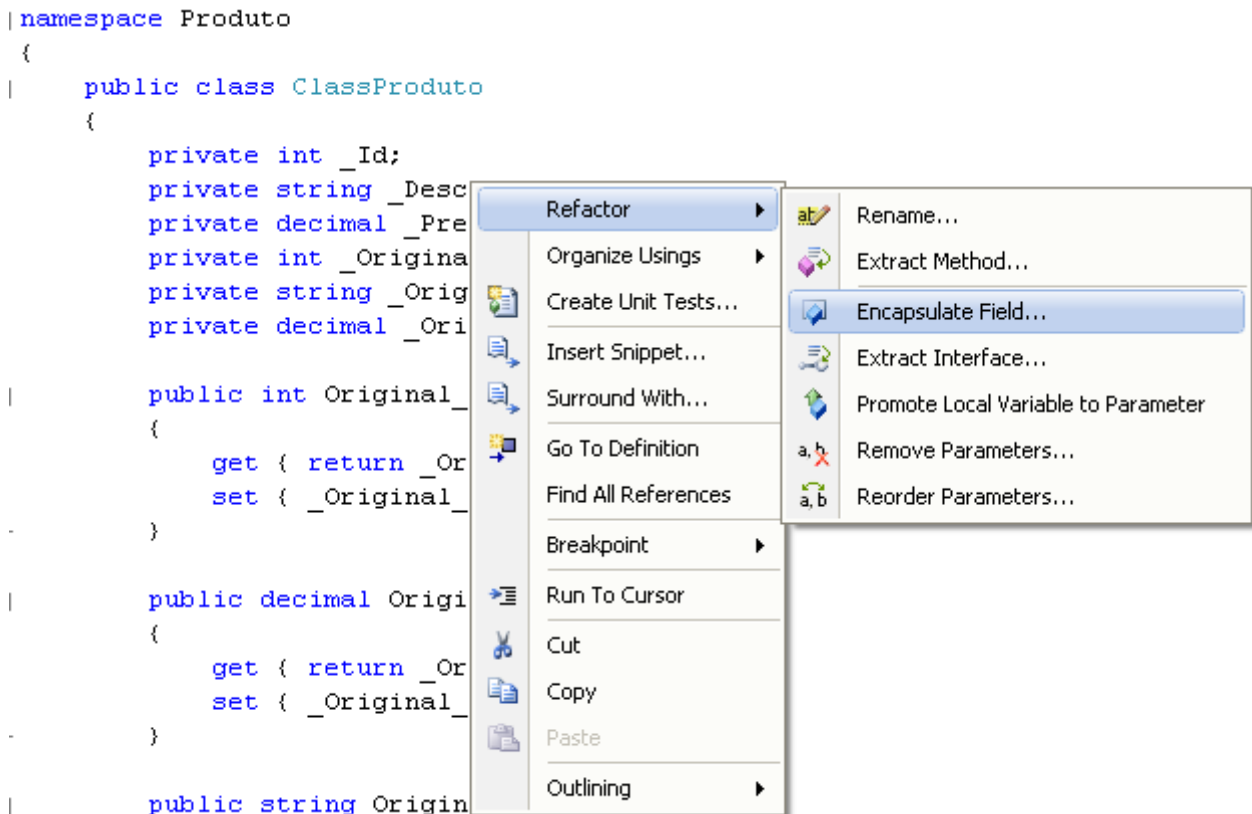 namespace Produto
{
public class ClassProduto
{
private int _Id;
private string _Desc
private decimal _Pre
private int _Origina
private string _Orig
private decimal _Ori
public int Original_
{
get { return _Or
set { _Original_
}
public decimal Origi
{
get { return _Or
set { _Original_
}
public string Origin
Refactor
Organize Usings
Create Unit Tests...
Insert Snippet...
Surround With...
Go To Definition
Find All References
Breakpoint
Run To Cursor
Cut
Copy
Paste
Outlining
Rename...
Extract Method...
Encapsulate Field...
Extract Interface...
Promote Local Variable to Parameter
Remove Parameters...
Reorder Parameters...